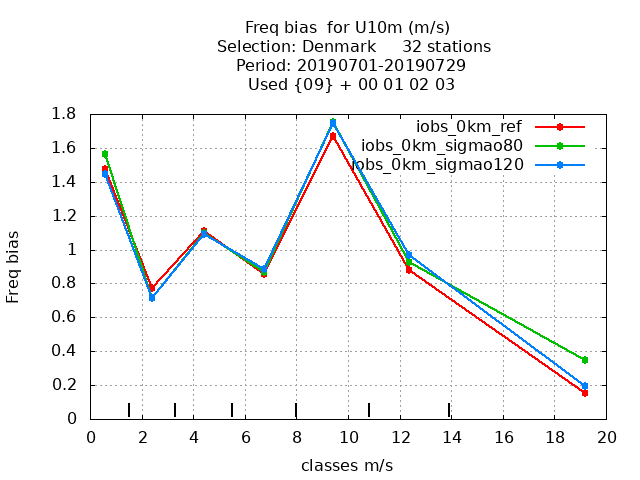 Freq bias  for U10m (m/s)
Selection: Denmark     32 stations
Period: 20190701-20190729
Used {09} + 00 01 02 03
iobs_0km_ref
iobs_0km_sigmao80
iobs_0km_sigmao120
Freq bias
1.8
1.6
1.4
1.2
1
0.8
0.6
0.4
0.2
0
0 2 4 6 8 10 12 14 16 18 20
classes m/s